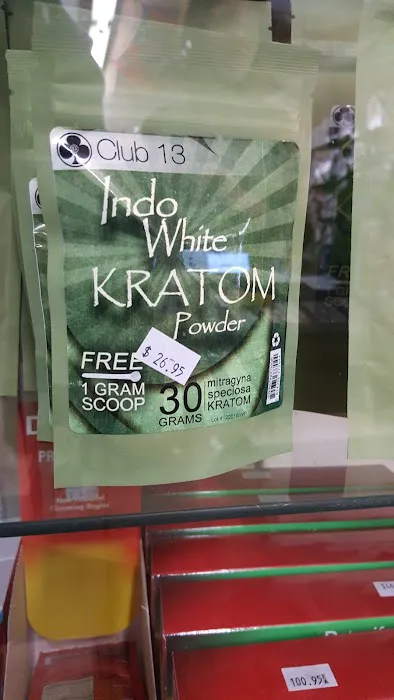 Club 13
Indo
White
KRATOM
Powder
$ 26.95
FREE
1 GRAM
SCOOP
30
GRAMS
mitragyna
speciosa
KRATOM
100.95